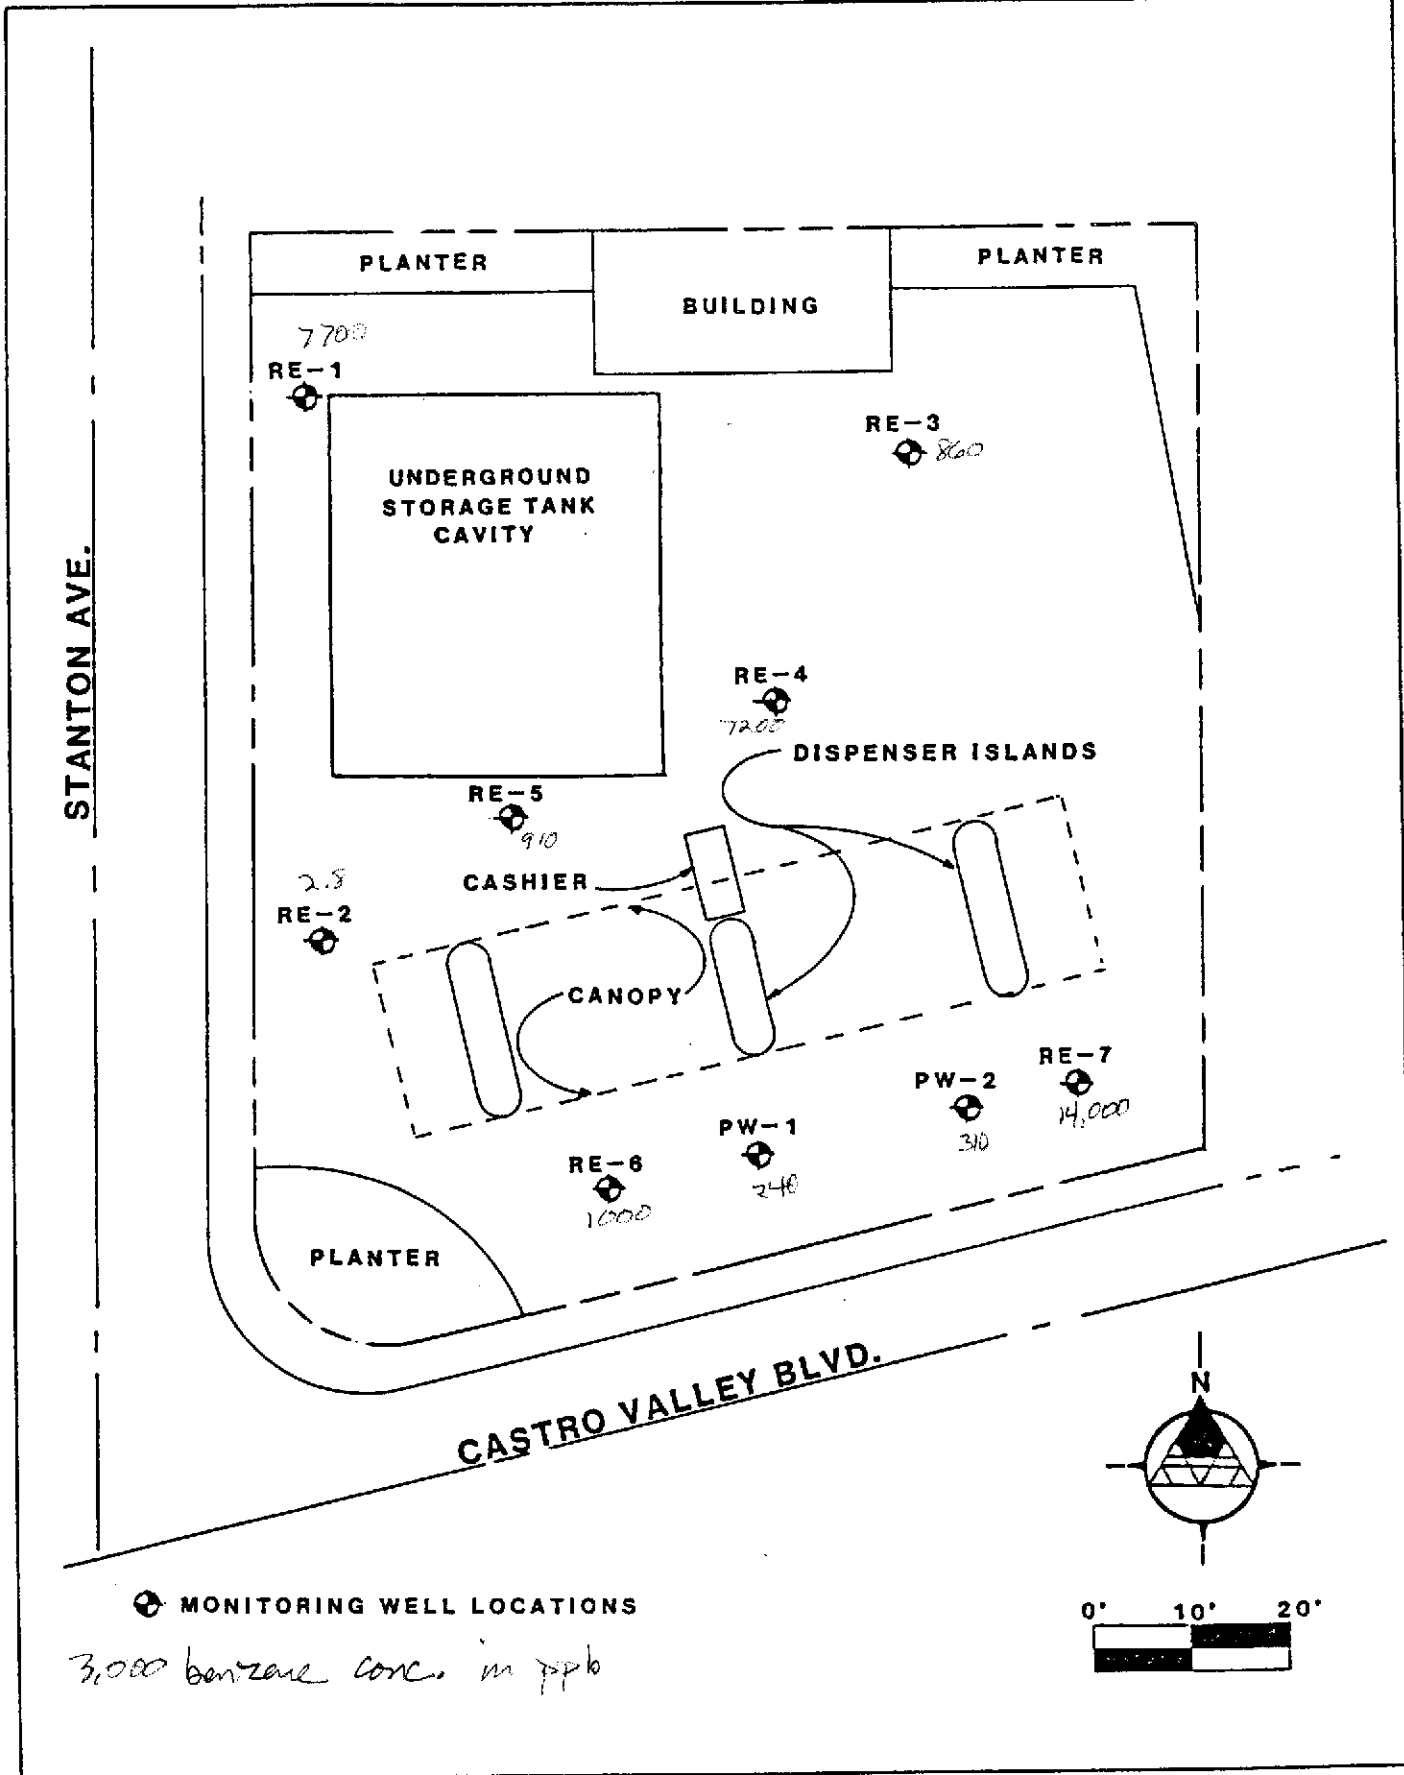 PLANTER
PLANTER
BUILDING
7700
RE-1
RE-3
860
UNDERGROUND
STORAGE TANK
CAVITY
STANTON AVE.
RE-4
7200
DISPENSER ISLANDS
RE-5
910
CASHIER
2.8
RE-2
CANOPY
RE-7
14,000
PW-2
310
PW-1
240
RE-6
1000
PLANTER
CASTRO VALLEY BLVD.
N
MONITORING WELL LOCATIONS
0' 10' 20'
3,000 benzene conc. in ppb